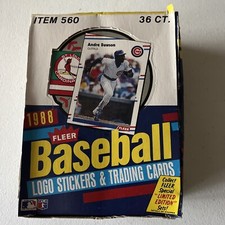 ITEM 560 36 CT.
Andre Dawson
FLEER
1988
FLEER
Baseball
LOGO STICKERS & TRADING CARDS
Collect
FLEER
Special
"LIMITED
EDITION"
Sets!